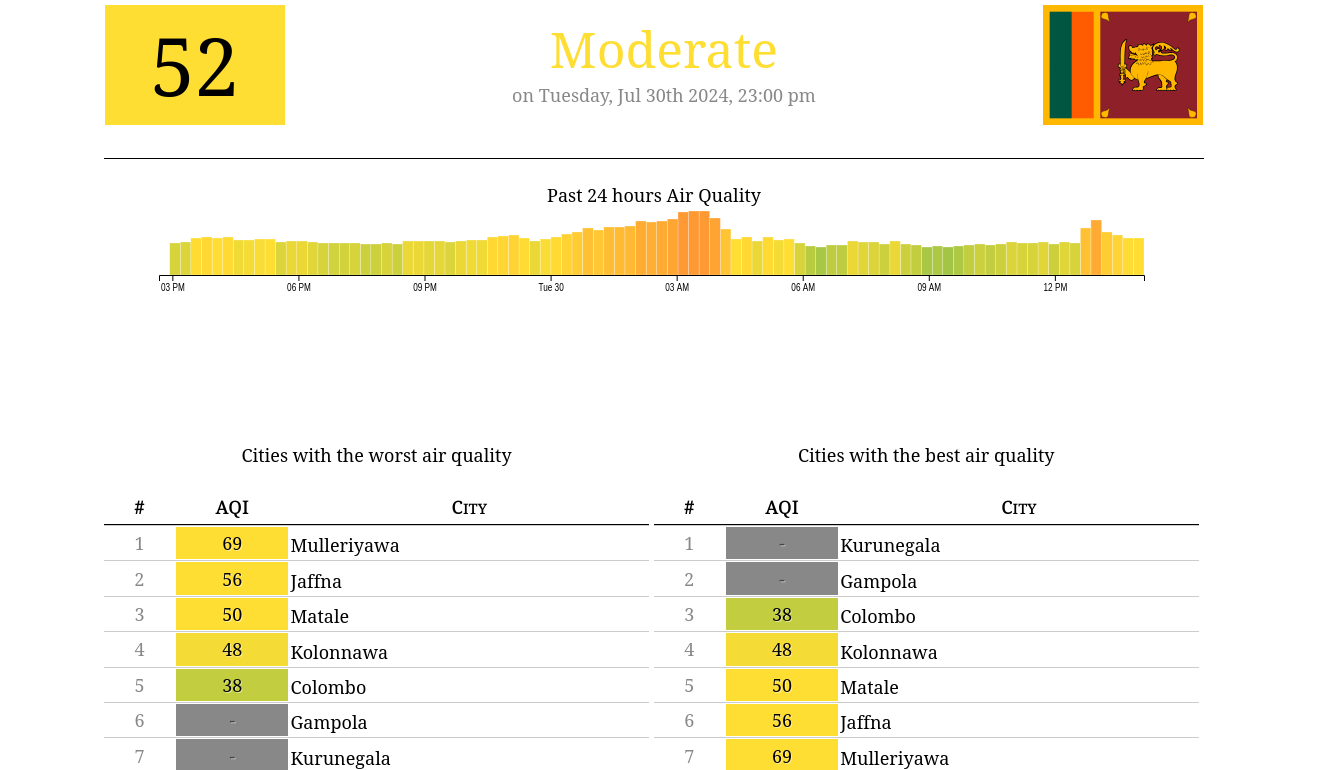 52
Moderate
on Tuesday, Jul 30th 2024, 23:00 pm
Past 24 hours Air Quality
03 PM 06 PM 09 PM Tue 30 03 AM 06 AM 09 AM 12 PM
Cities with the worst air quality
# AQI City
1 69 Mulleriyawa
2 56 Jaffna
3 50 Matale
4 48 Kolonnawa
5 38 Colombo
6 - Gampola
7 - Kurunegala
Cities with the best air quality
# AQI City
1 - Kurunegala
2 - Gampola
3 38 Colombo
4 48 Kolonnawa
5 50 Matale
6 56 Jaffna
7 69 Mulleriyawa